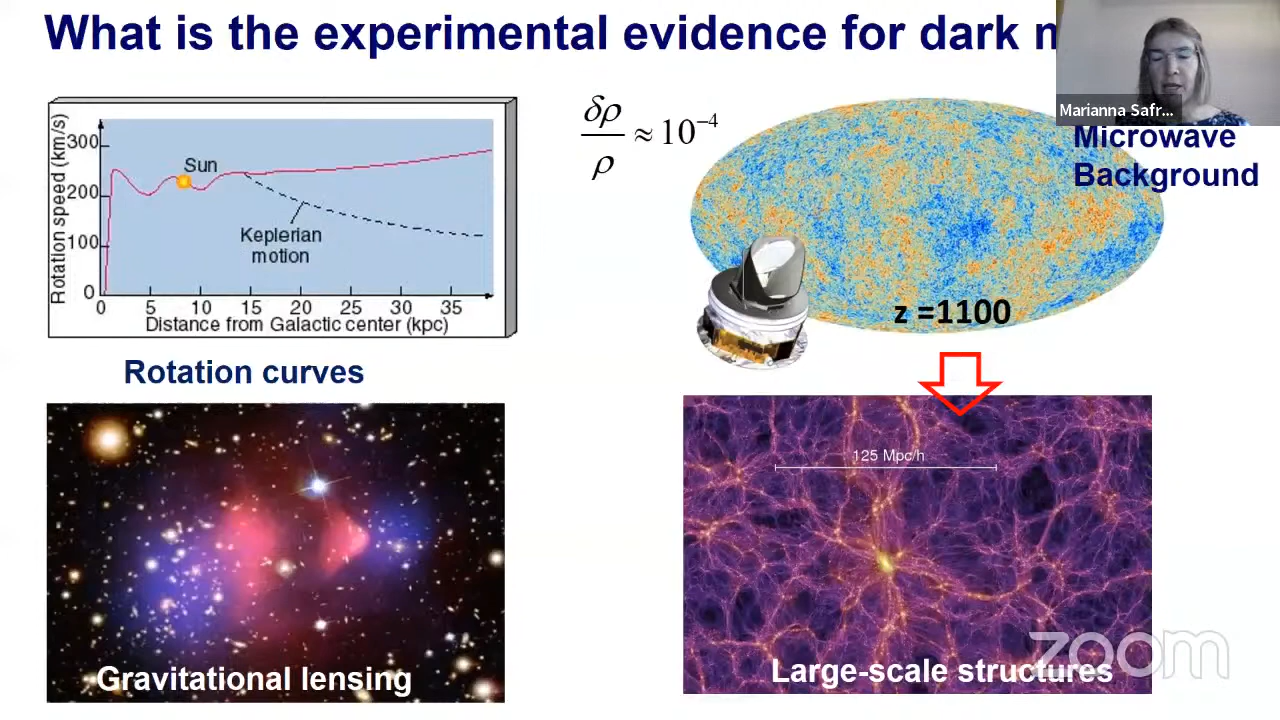 What is the experimental evidence for dark
Marianna Safr...
Microwave
Background
δρ/ρ ≈ 10⁻⁴
Rotation speed (km/s)
300
200
100
0
Sun
Keplerian
motion
0 5 10 15 20 25 30 35
Distance from Galactic center (kpc)
z =1100
Rotation curves
125 Mpc/h
Gravitational lensing
Large-scale structures
zoom